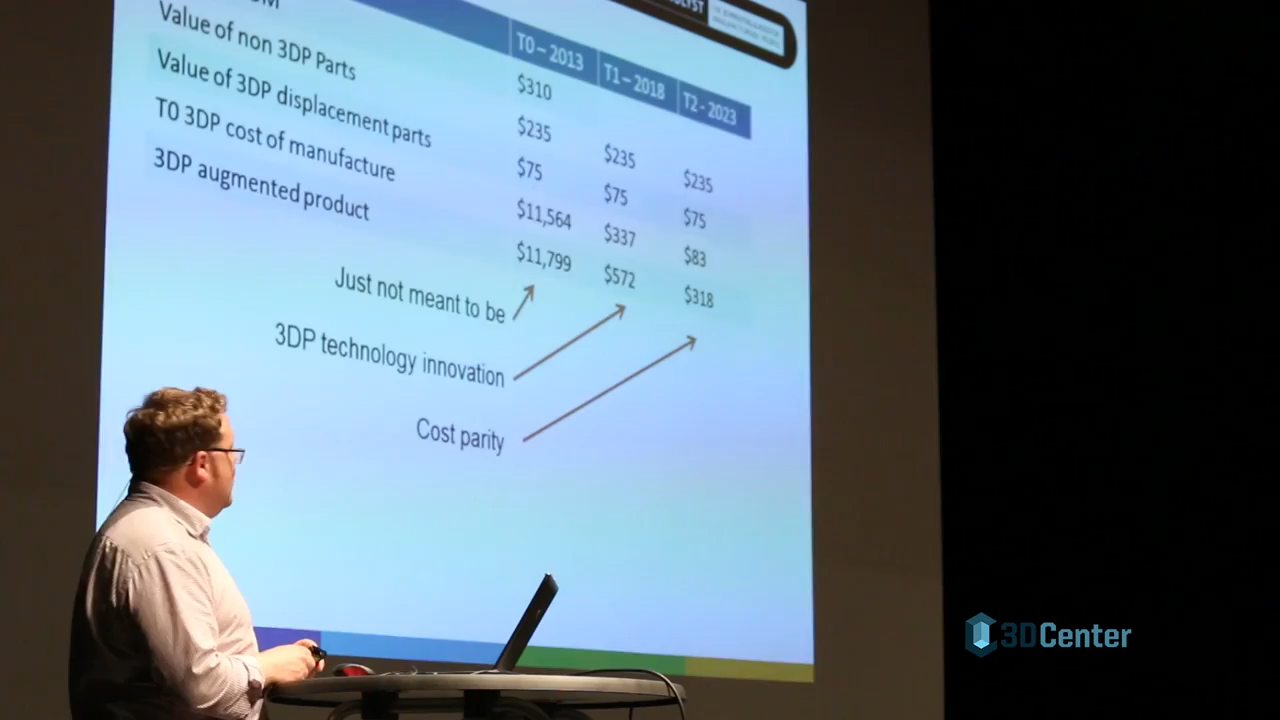 T0 – 2013 T1 – 2018 T2 - 2023
$310
Value of non 3DP Parts $235 $235 $235
Value of 3DP displacement parts $75 $75 $75
T0 3DP cost of manufacture $11,564 $337 $83
3DP augmented product $11,799 $572 $318
Just not meant to be
3DP technology innovation
Cost parity
3DCenter